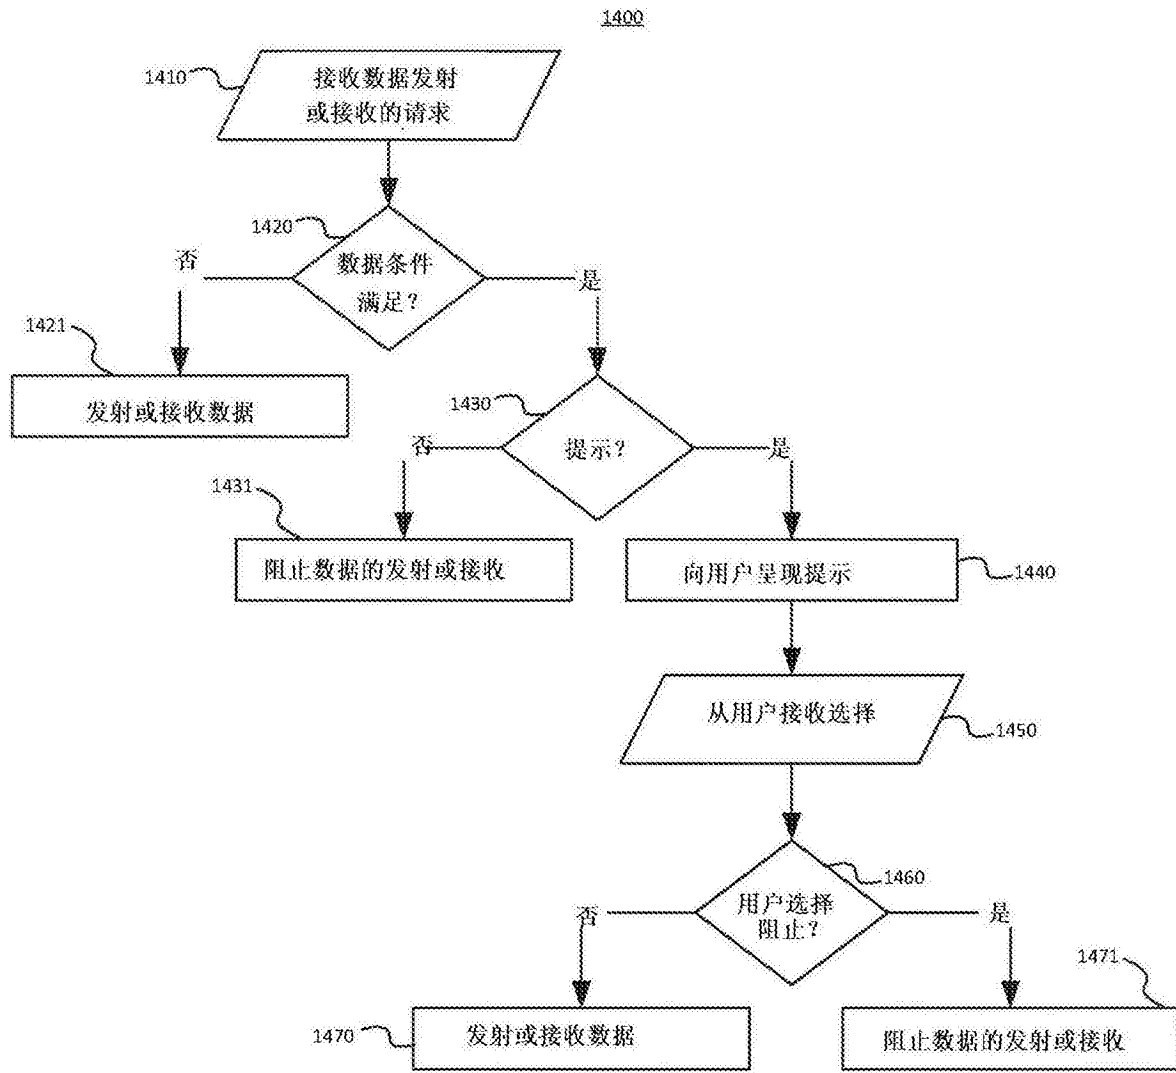 1400
1410
接收数据发射
或接收的请求
1420
数据条件
满足?
否
是
1421
发射或接收数据
1430
提示?
否
是
1431
阻止数据的发射或接收
向用户呈现提示
1440
从用户接收选择
1450
1460
用户选择
阻止?
否
是
1470
发射或接收数据
1471
阻止数据的发射或接收